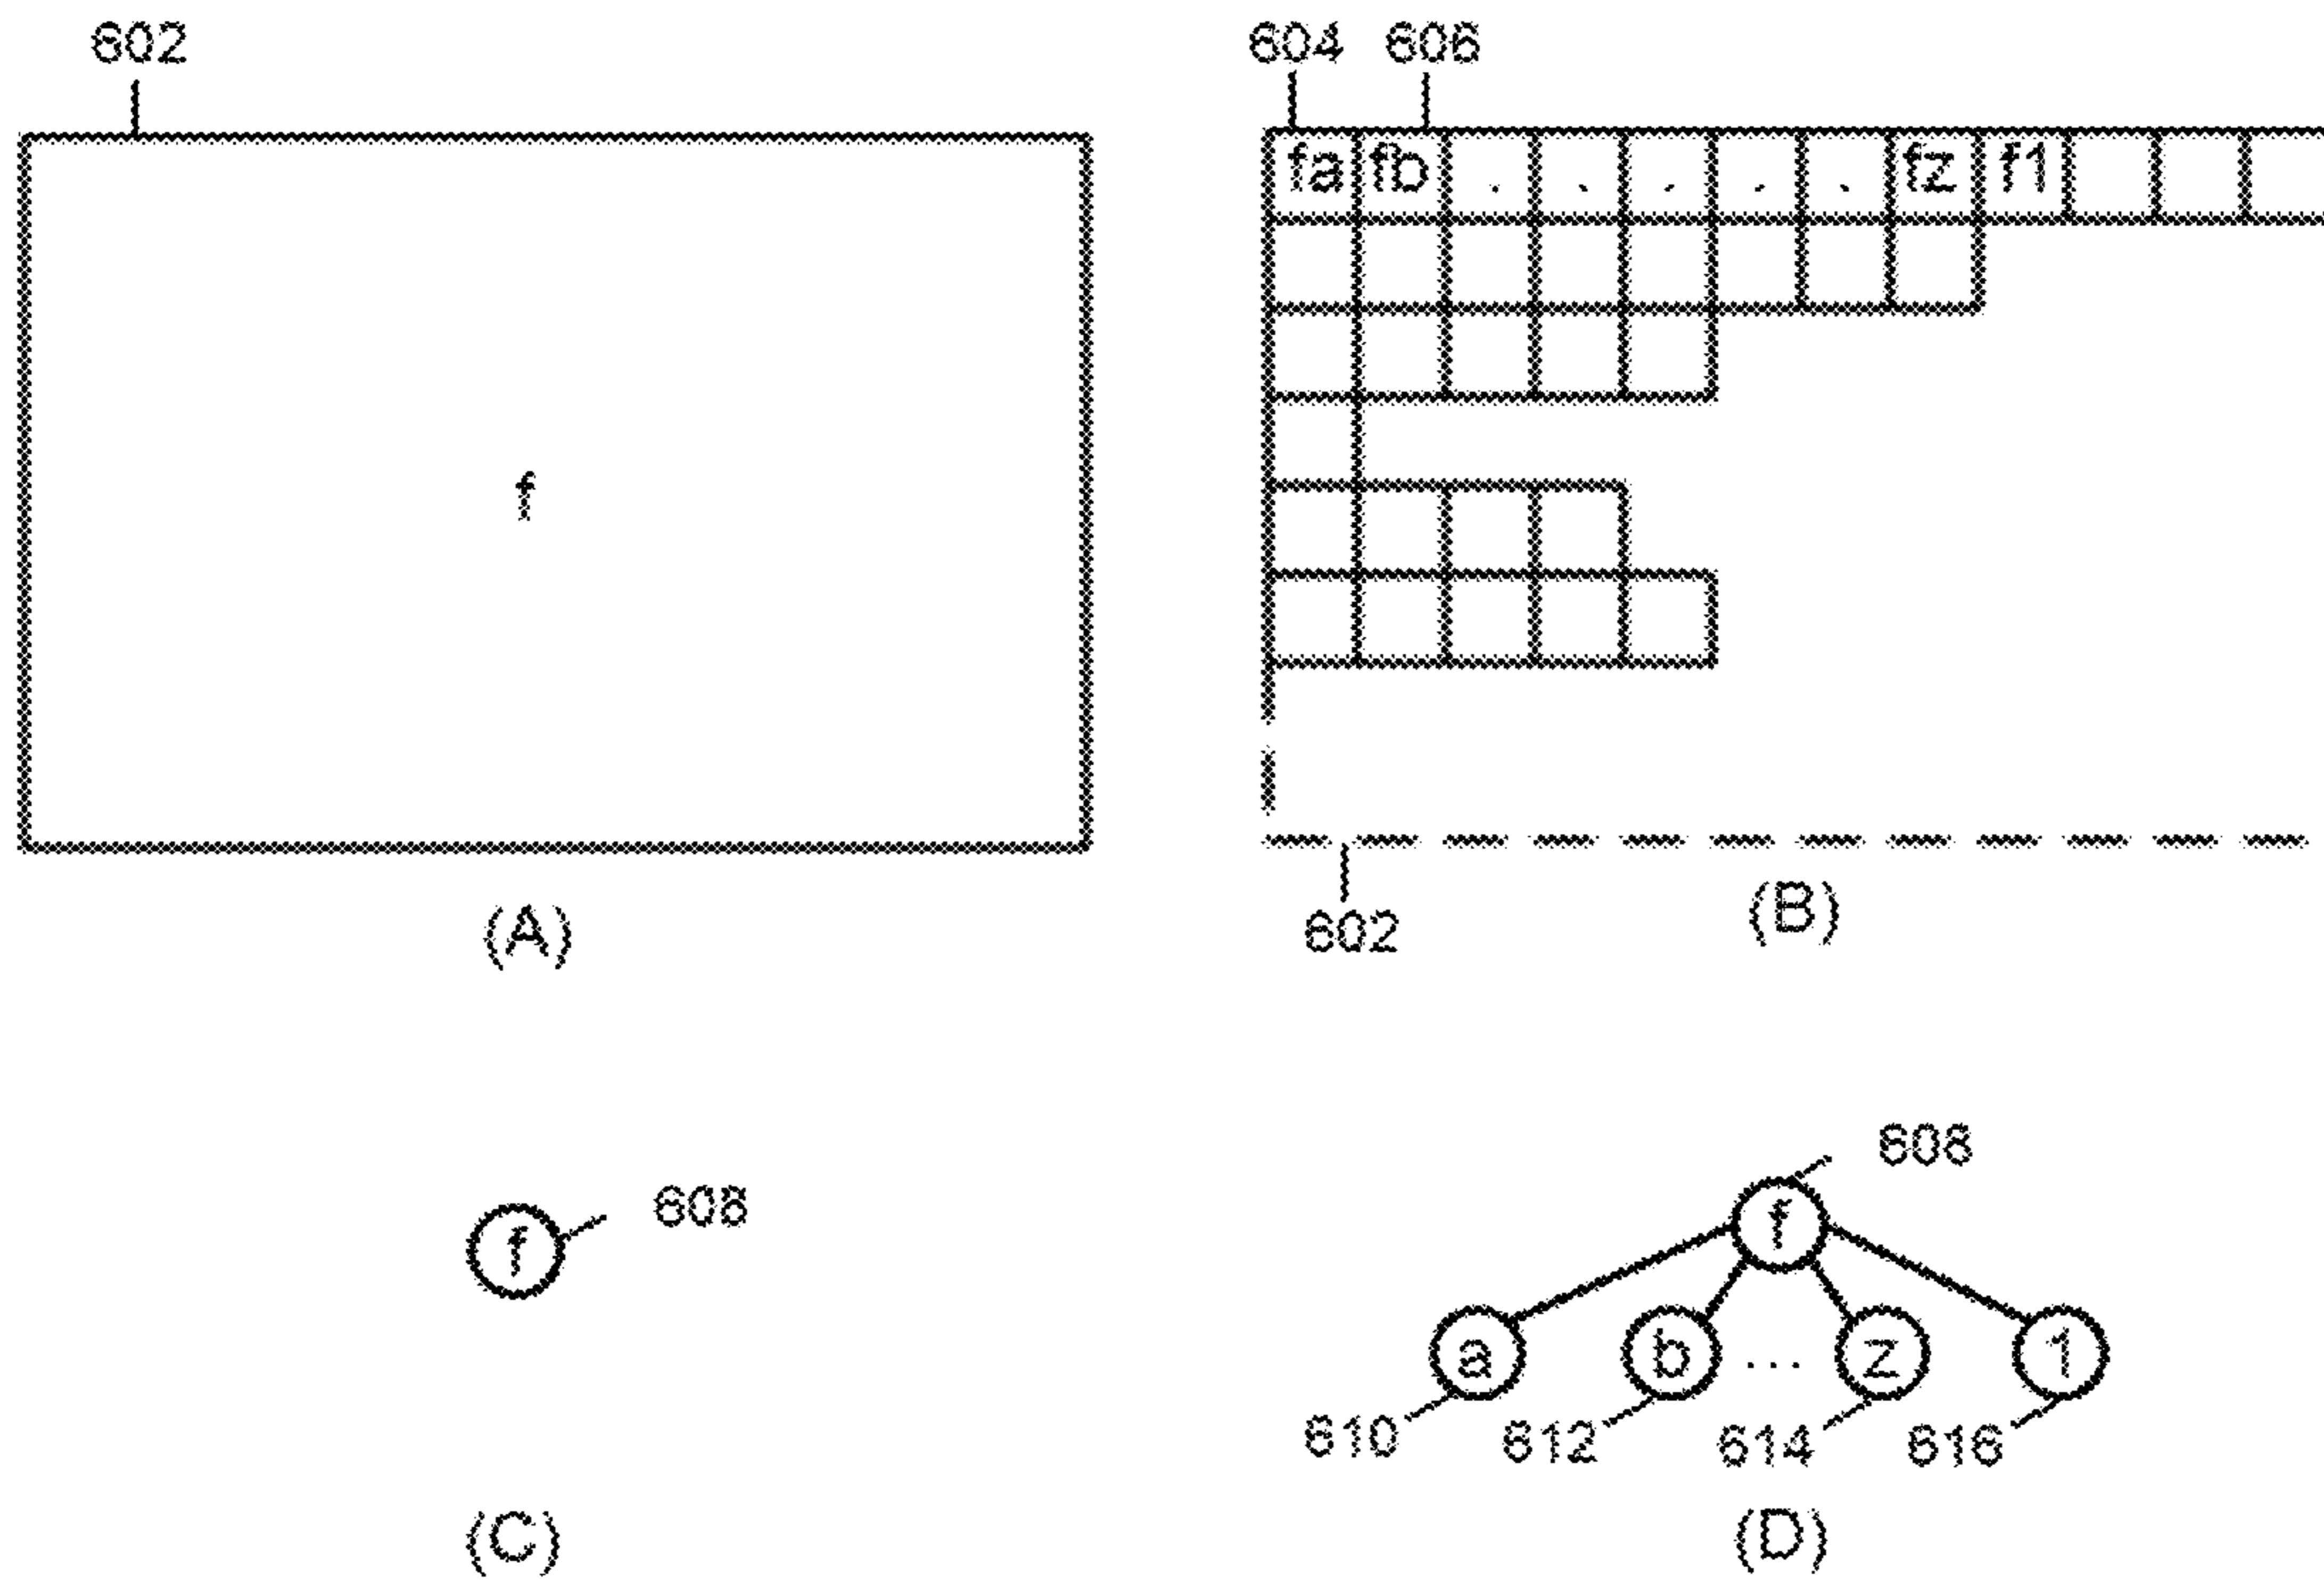 602
f
(A)
604 606
fa fb . . . . . fz f1
602
(B)
f 608
(C)
608
f
a b ... z 1
610 612 614 616
(D)